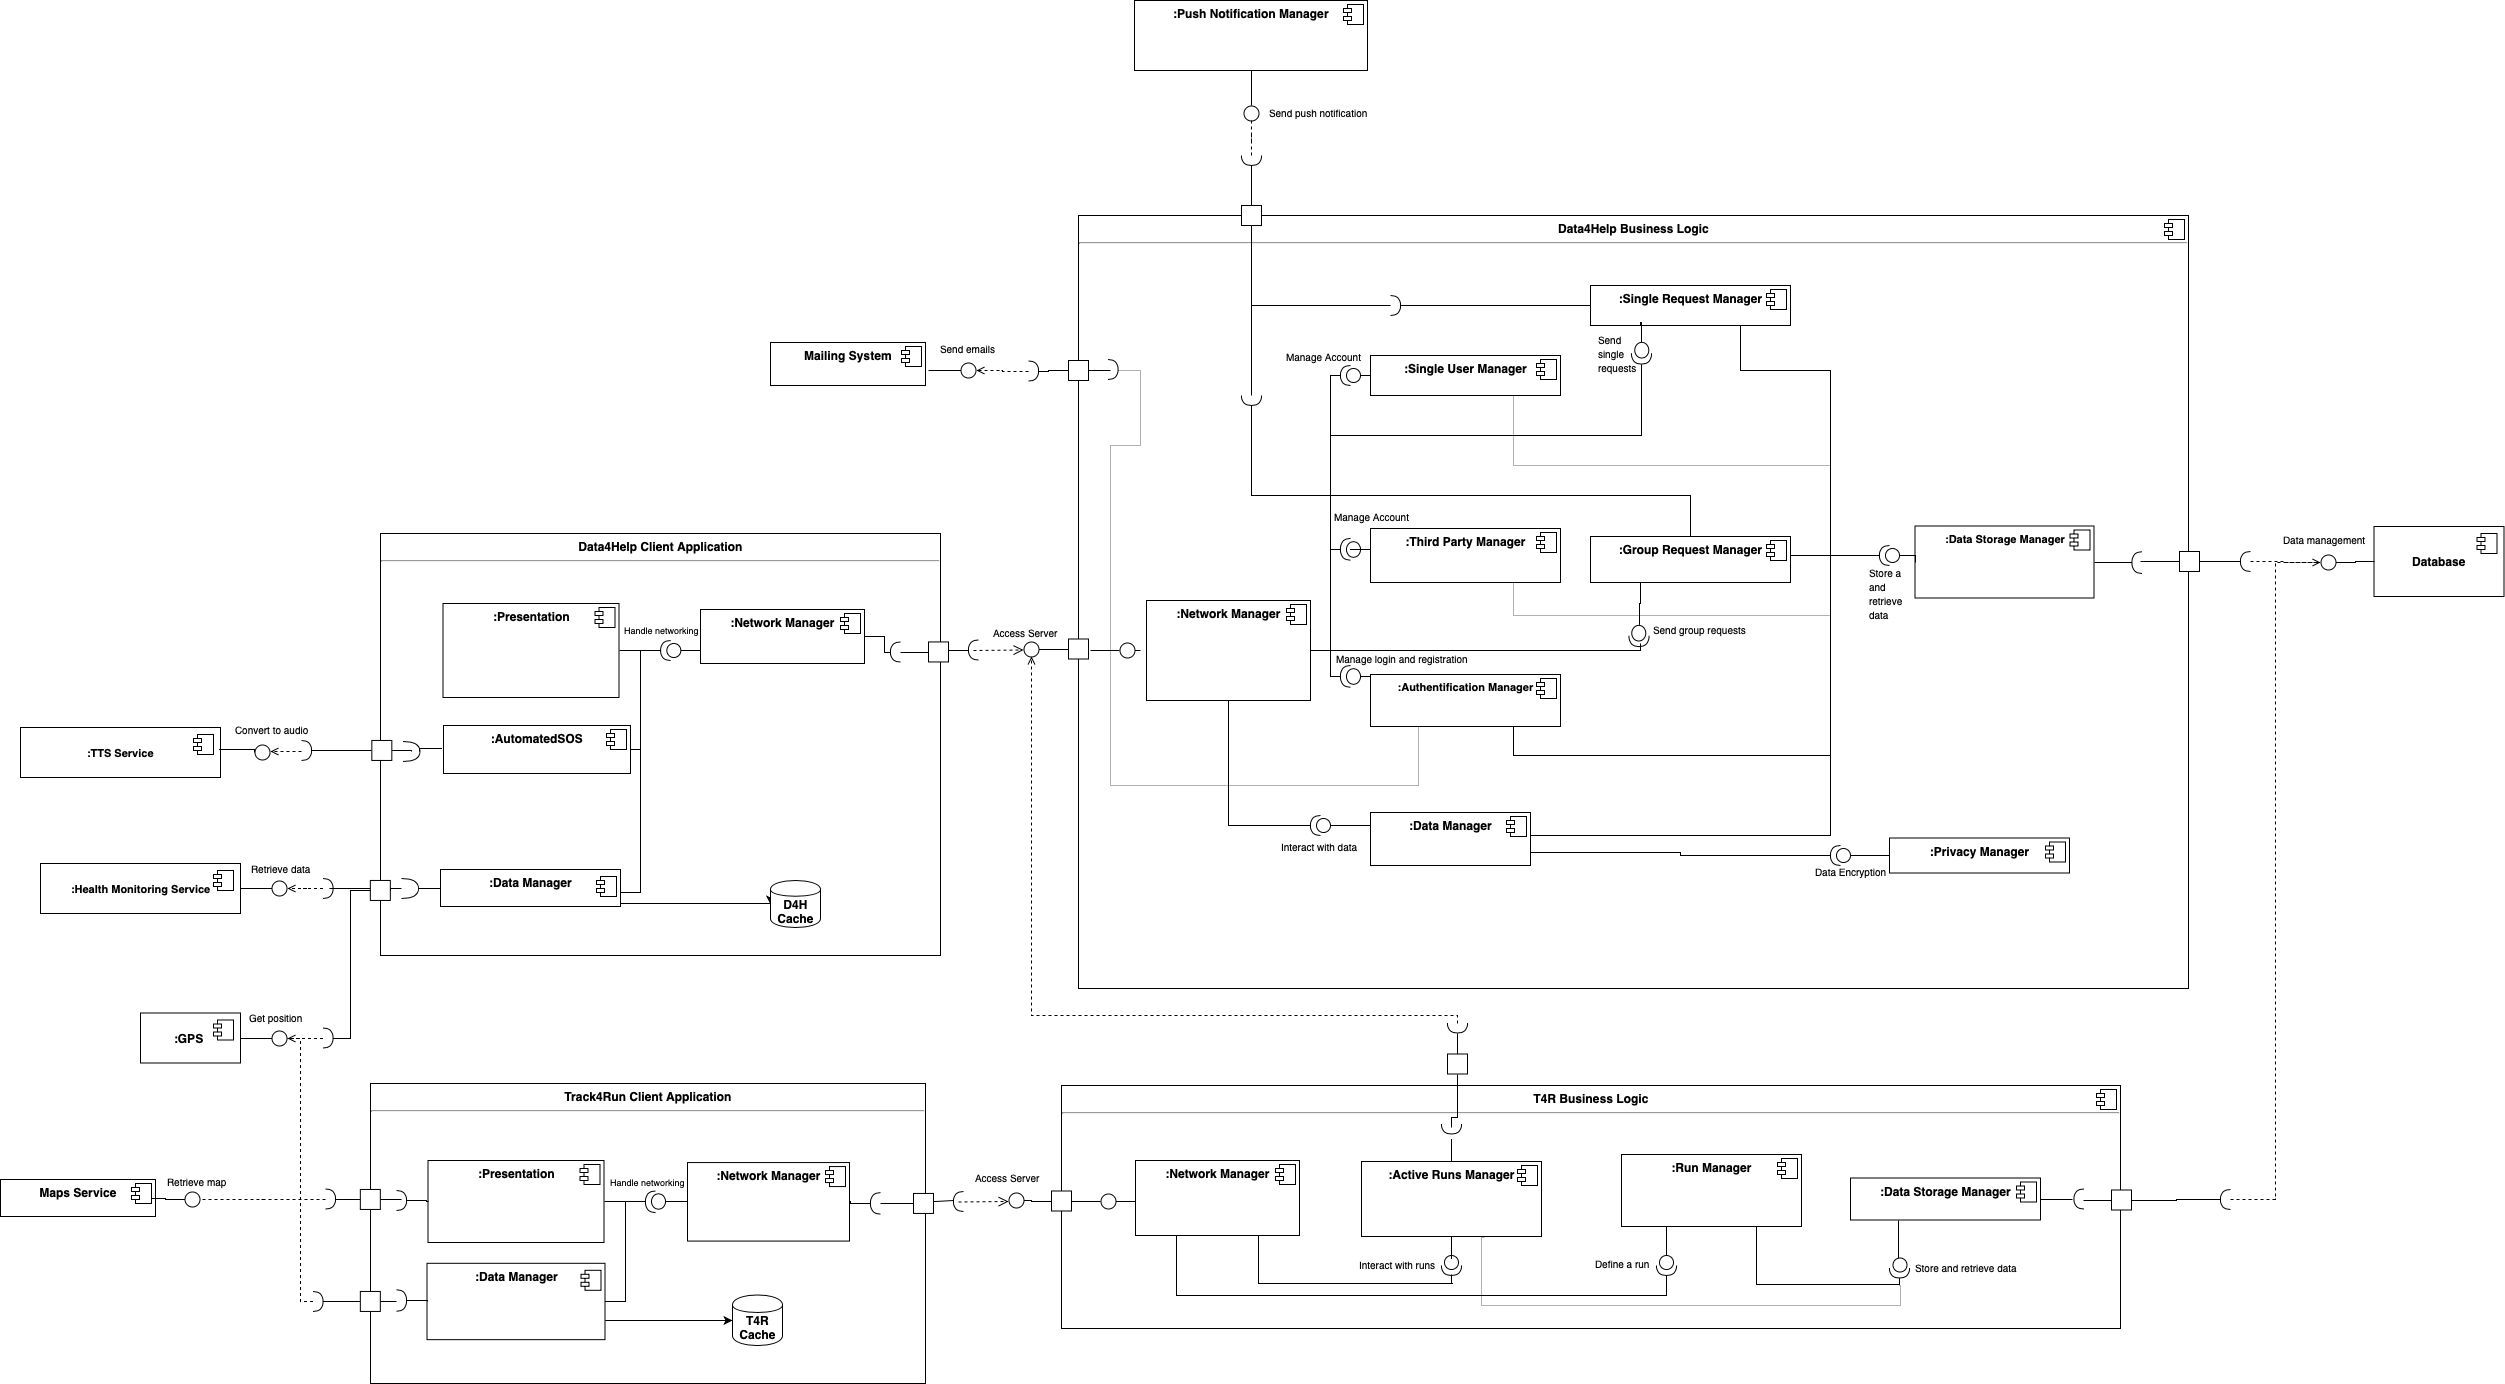 :Push Notification Manager
Send push notification
Data4Help Business Logic
:Single Request Manager
Send
single
requests
Mailing System
Send emails
Manage Account
:Single User Manager
Manage Account
:Third Party Manager
:Group Request Manager
:Data Storage Manager
Data management
Database
Store a
and
retrieve
data
Data4Help Client Application
:Presentation
Handle networking
:Network Manager
Access Server
:Network Manager
Send group requests
Manage login and registration
:Authentification Manager
:TTS Service
Convert to audio
:AutomatedSOS
:Data Manager
Interact with data
:Privacy Manager
Data Encryption
:Health Monitoring Service
Retrieve data
:Data Manager
D4H
Cache
:GPS
Get position
Track4Run Client Application
T4R Business Logic
Maps Service
Retrieve map
:Presentation
Handle networking
:Network Manager
Access Server
:Network Manager
:Active Runs Manager
:Run Manager
:Data Storage Manager
Interact with runs
Define a run
Store and retrieve data
:Data Manager
T4R
Cache